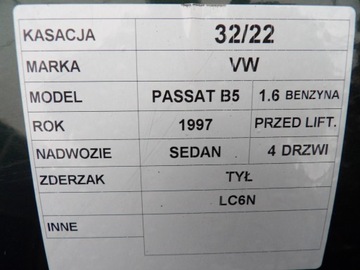 KASACJA 32/22
MARKA VW
MODEL PASSAT B5 1.6 BENZYNA
ROK 1997 PRZED LIFT.
NADWOZIE SEDAN 4 DRZWI
ZDERZAK TYŁ
LC6N
INNE